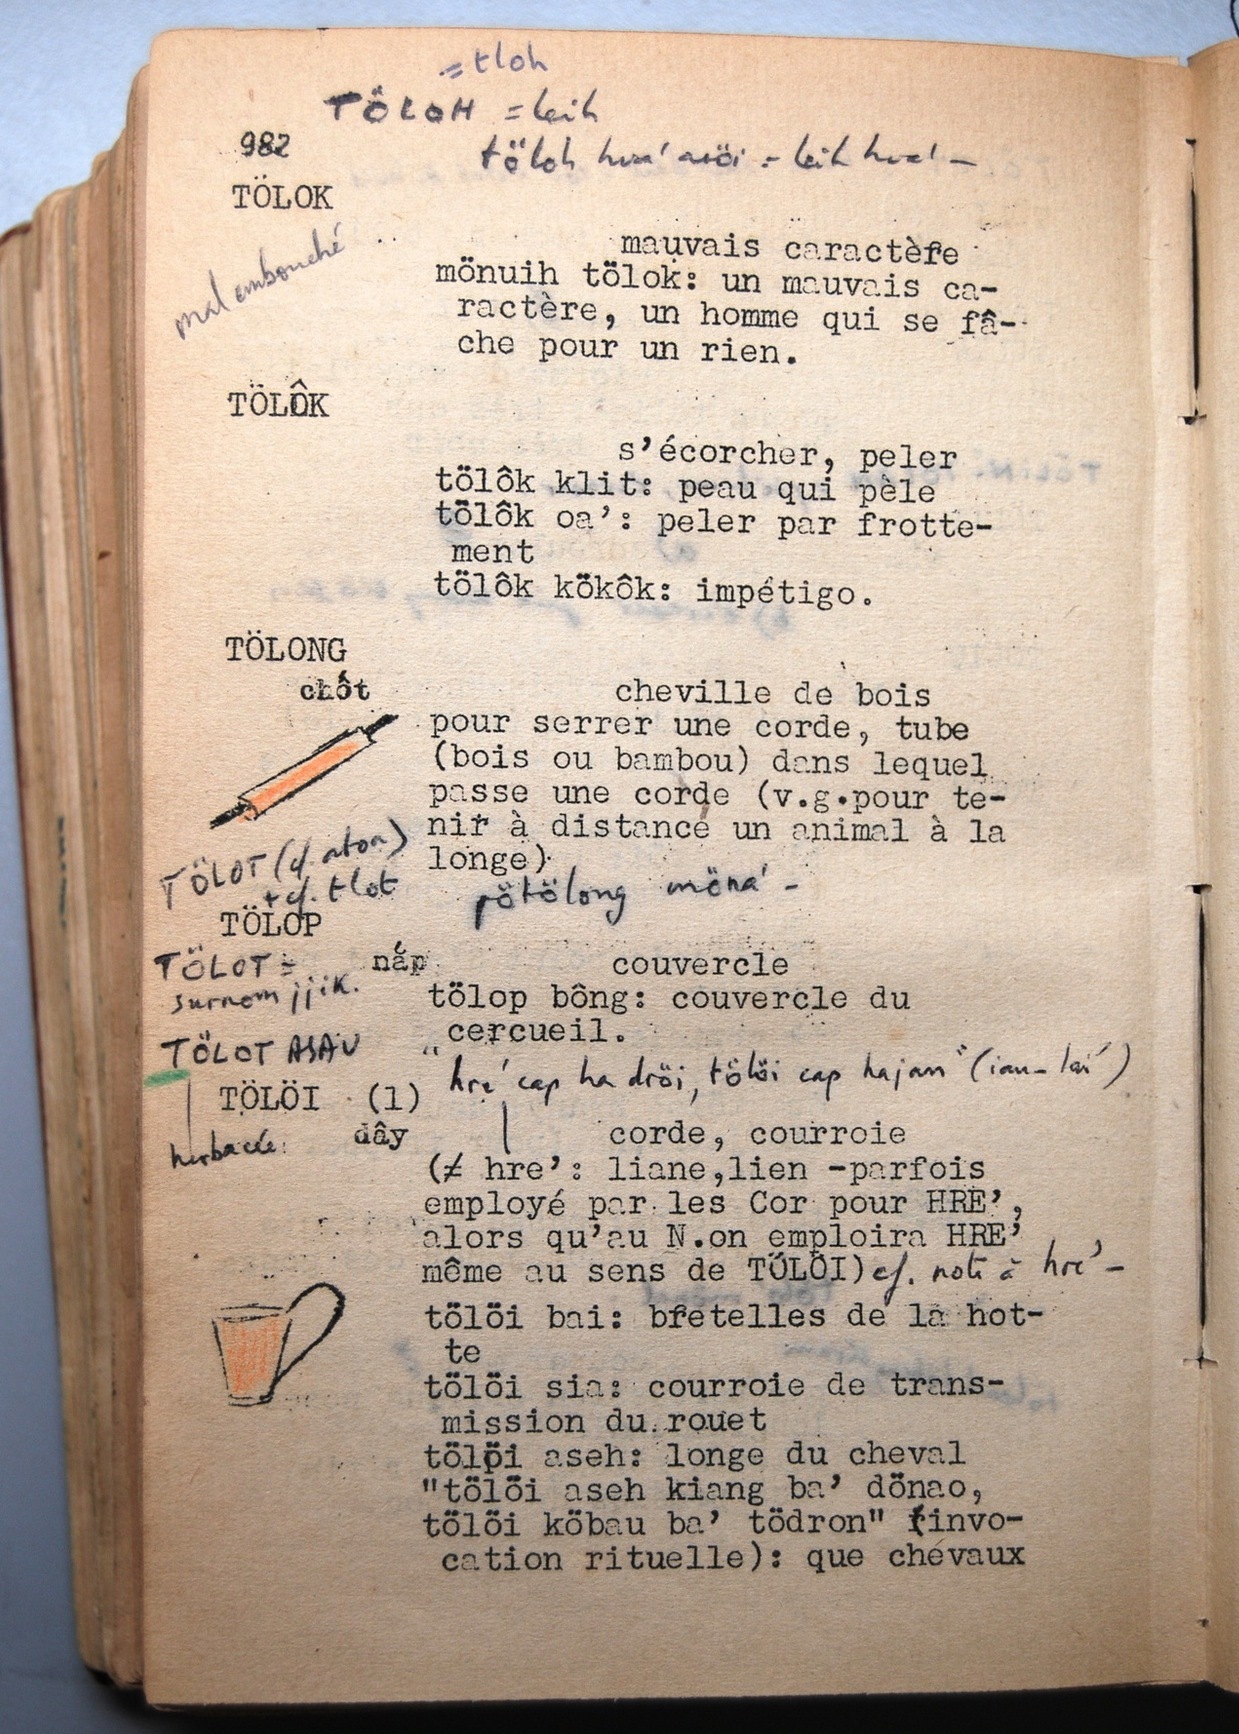 = tloh
TÖLOH = leih
982
töloh hva' asöi = leih hva' -
TÖLOK
mal embouché
mauvais caractère
mönuih tölok: un mauvais ca-
ractère, un homme qui se fâ-
che pour un rien.
TÖLÔK
s'écorcher, peler
tölôk klit: peau qui pèle
tölôk oa': peler par frotte-
ment
tölôk kökôk: impétigo.
TÖLONG
chốt
cheville de bois
pour serrer une corde, tube
(bois ou bambou) dans lequel
passe une corde (v.g.pour te-
nir à distance un animal à la
longe)
TÖLOT (cf. aton)
+ cf. tlot
pötölong möna' -
TÖLOP
TÖLOT =
surnom jjik.
nắp
couvercle
tölop bông: couvercle du
cercueil.
TÖLOT ASAU
herbacée
"hre' cap ha dröi, tölöi cap hajan" (iau-lai')
TÖLÖI (1)
dây
corde, courroie
(≠ hre': liane,lien -parfois
employé par les Cor pour HRE',
alors qu'au N.on emploira HRE'
même au sens de TÖLÖI) cf. note à hre' -
tölöi bai: bretelles de la hot-
te
tölöi sia: courroie de trans-
mission du rouet
tölöi aseh: longe du cheval
"tölöi aseh kiang ba' dönao,
tölöi köbau ba' tödron" (invo-
cation rituelle): que chevaux